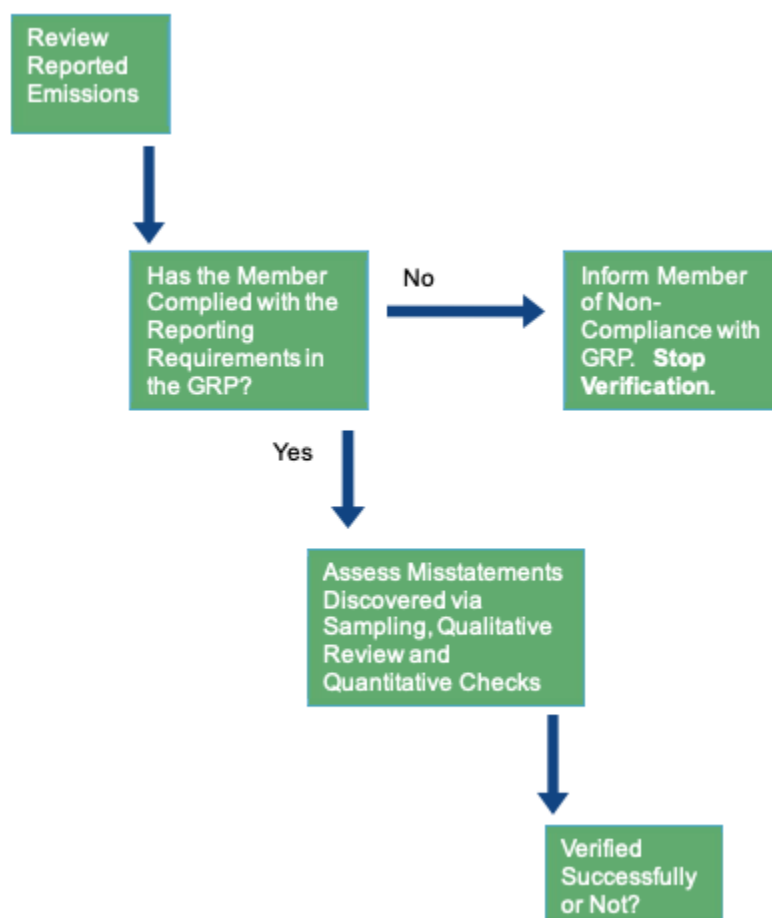 Review
Reported
Emissions
Has the Member
Complied with the
Reporting
Requirements in
the GRP?
No
Inform Member
of Non-
Compliance with
GRP.  Stop
Verification.
Yes
Assess Misstatements
Discovered via
Sampling, Qualitative
Review and
Quantitative Checks
Verified
Successfully
or Not?